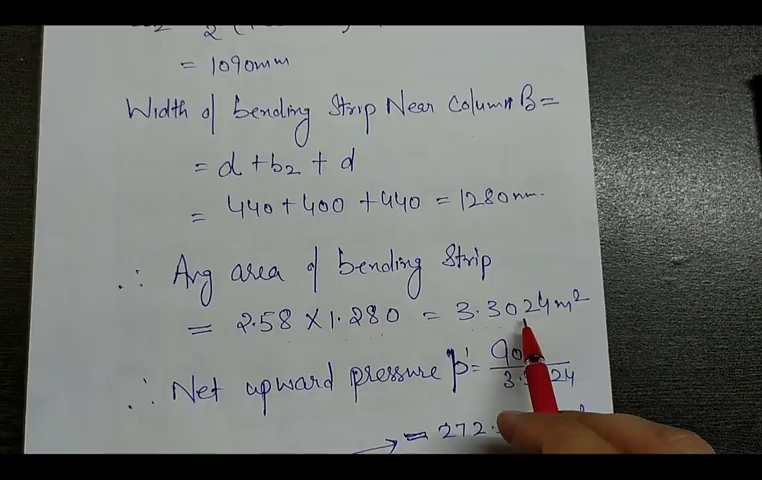 = 1090mm
Width of bending Strip Near Column B =
= d + b2 + d
= 440 + 400 + 440 = 1280mm.
∴ Avg area of bending Strip
= 2.58 × 1.280 = 3.3024m²
∴ Net upward pressure p' =
= 272.